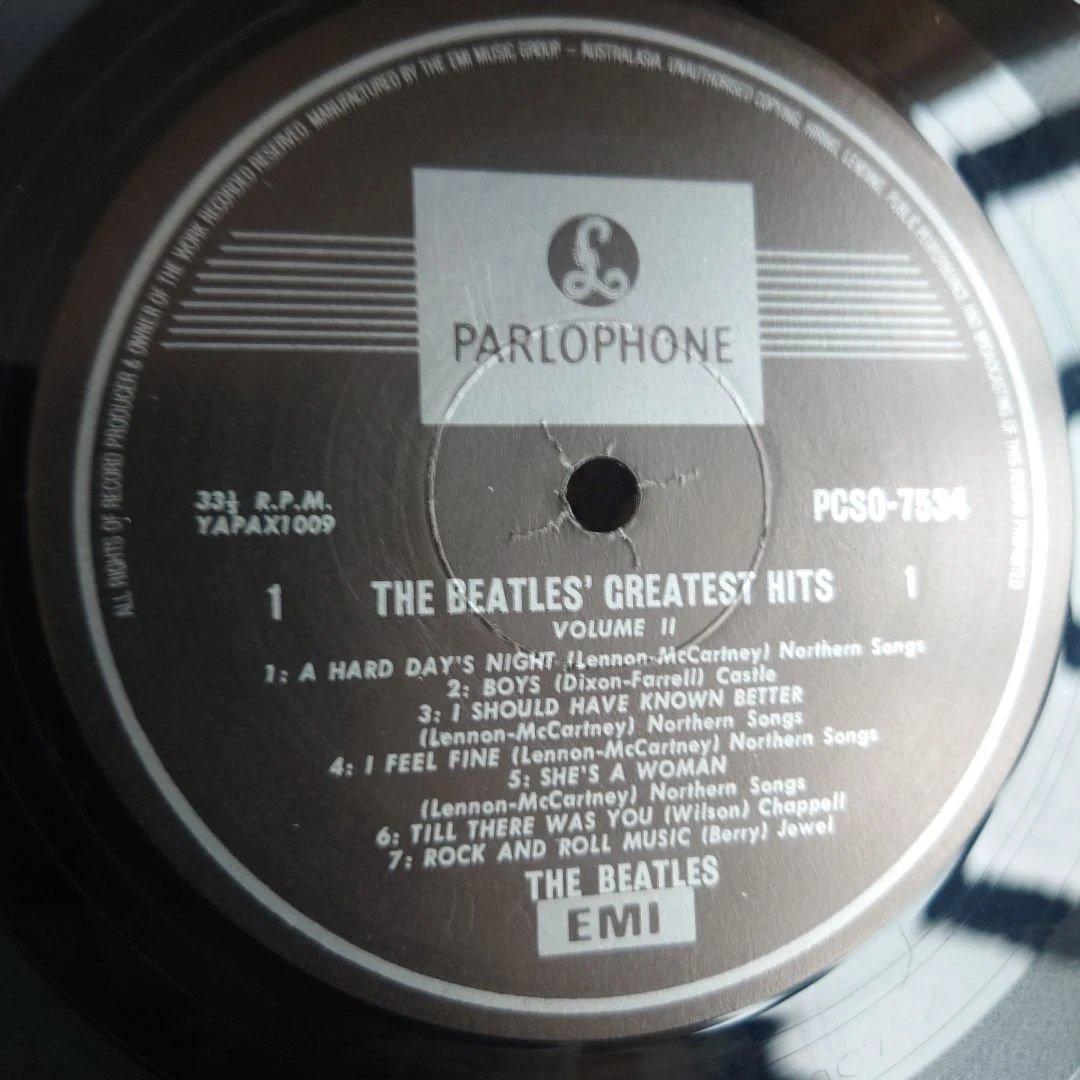 ALL RIGHTS OF RECORD PRODUCER & OWNER OF THE WORK RECORDED RESERVED. MANUFACTURED BY THE EMI MUSIC GROUP – AUSTRALASIA. UNAUTHORISED COPYING, HIRING, LENDING, PUBLIC PERFORMANCE AND BROADCASTING OF THIS RECORD PROHIBITED
£
PARLOPHONE
33⅓ R.P.M.
YAPAX1009
PCSO-7534
1 THE BEATLES' GREATEST HITS 1
VOLUME II
1: A HARD DAY'S NIGHT (Lennon-McCartney) Northern Songs
2: BOYS (Dixon-Farrell) Castle
3: I SHOULD HAVE KNOWN BETTER
(Lennon-McCartney) Northern Songs
4: I FEEL FINE (Lennon-McCartney) Northern Songs
5: SHE'S A WOMAN
(Lennon-McCartney) Northern Songs
6: TILL THERE WAS YOU (Wilson) Chappell
7: ROCK AND ROLL MUSIC (Berry) Jewel
THE BEATLES
EMI